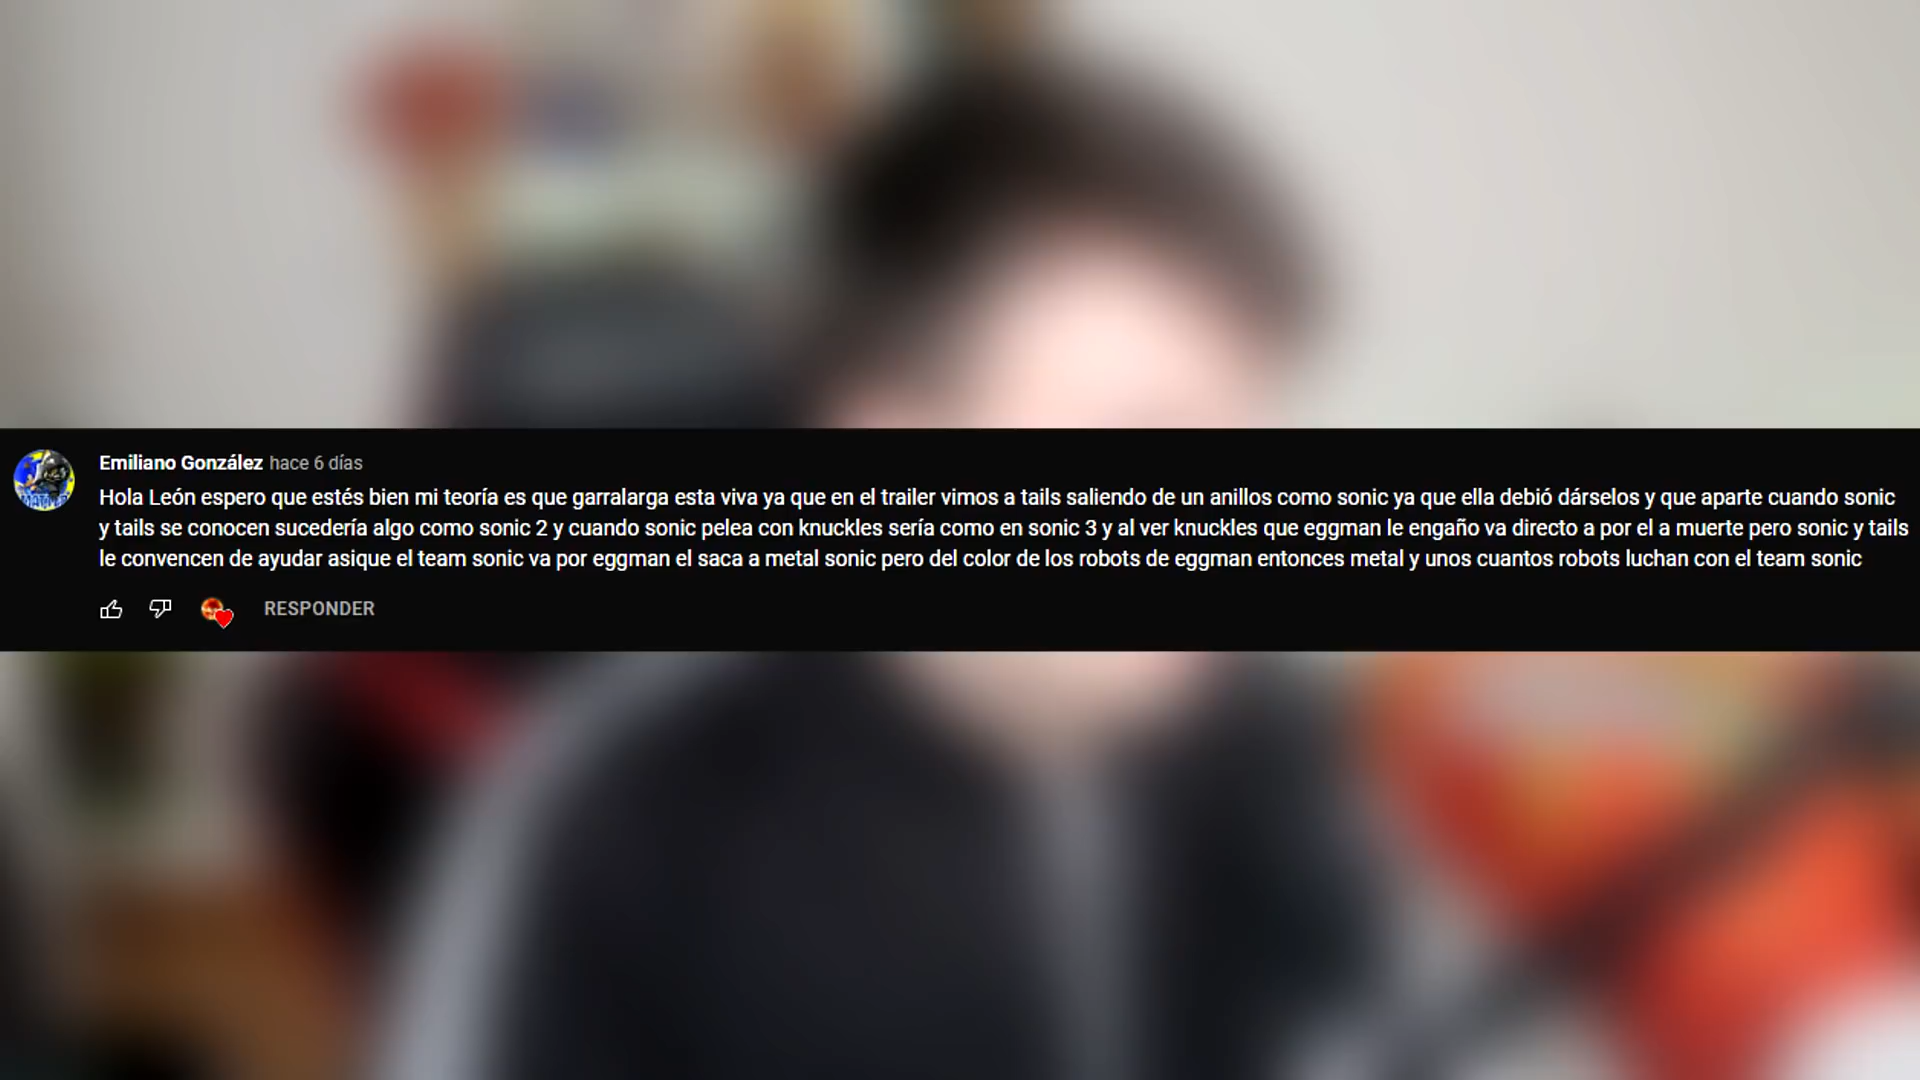 Emiliano González hace 6 días
Hola León espero que estés bien mi teoría es que garralarga esta viva ya que en el trailer vimos a tails saliendo de un anillos como sonic ya que ella debió dárselos y que aparte cuando sonic
y tails se conocen sucedería algo como sonic 2 y cuando sonic pelea con knuckles sería como en sonic 3 y al ver knuckles que eggman le engaño va directo a por el a muerte pero sonic y tails
le convencen de ayudar asique el team sonic va por eggman el saca a metal sonic pero del color de los robots de eggman entonces metal y unos cuantos robots luchan con el team sonic
RESPONDER